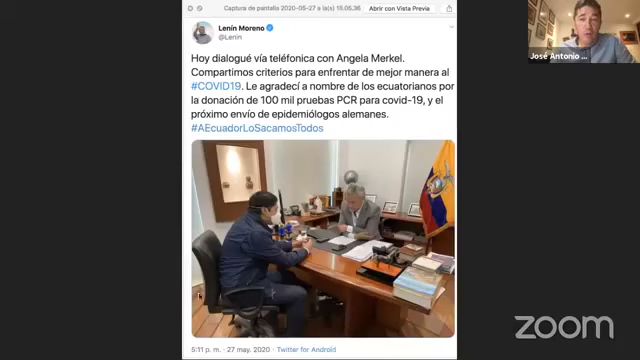 Captura de pantalla 2020-05-27 a la(s) 18.05.36
Abrir con Vista Previa
Lenín Moreno
@Lenin
Hoy dialogué vía telefónica con Angela Merkel.
Compartimos criterios para enfrentar de mejor manera al
#COVID19. Le agradecí a nombre de los ecuatorianos por
la donación de 100 mil pruebas PCR para covid-19, y el
próximo envío de epidemiólogos alemanes.
#AEcuadorLoSacamosTodos
5:11 p. m. · 27 may. 2020 · Twitter for Android
José Antonio ...
zoom